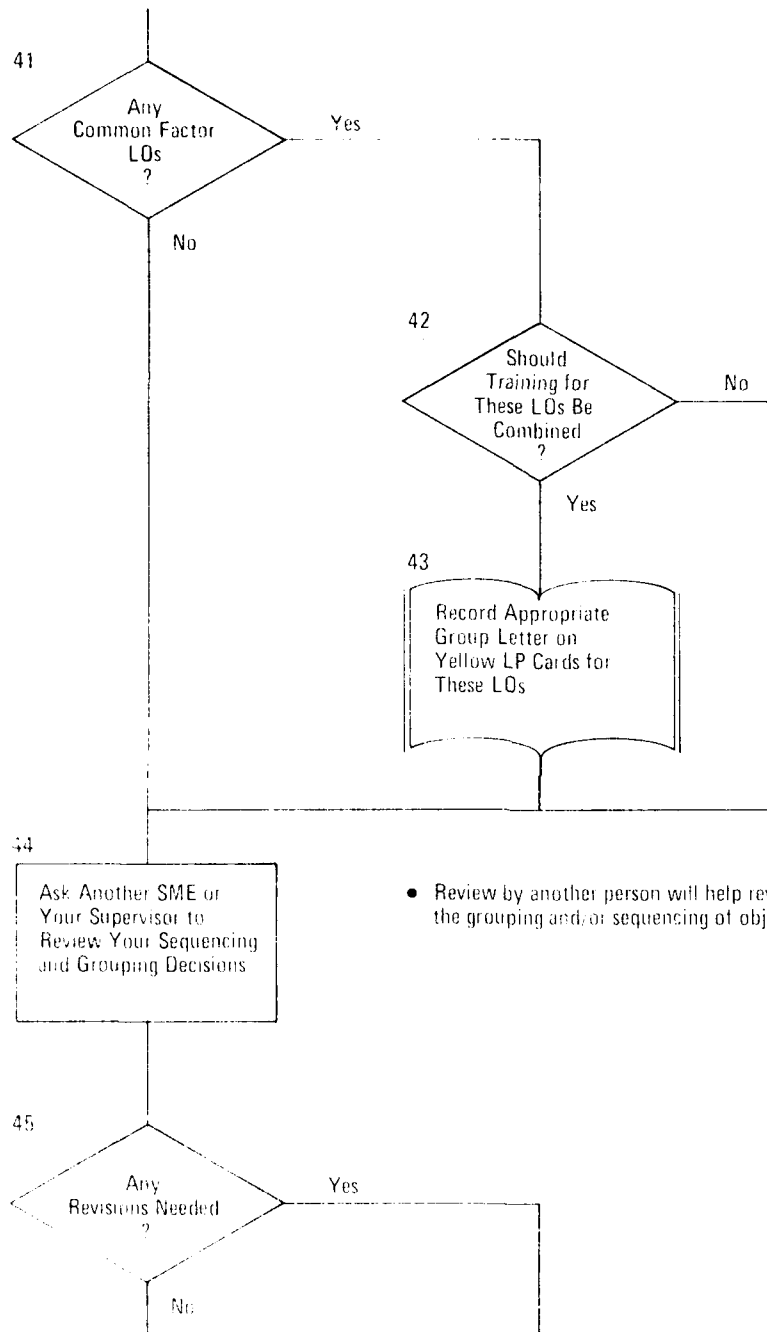 41
Any
Common Factor
LOs
?
Yes
No
42
Should
Training for
These LOs Be
Combined
?
No
Yes
43
Record Appropriate
Group Letter on
Yellow LP Cards for
These LOs
44
Ask Another SME or
Your Supervisor to
Review Your Sequencing
and Grouping Decisions
• Review by another person will help
the grouping and/or sequencing of
45
Any
Revisions Needed
?
Yes
No